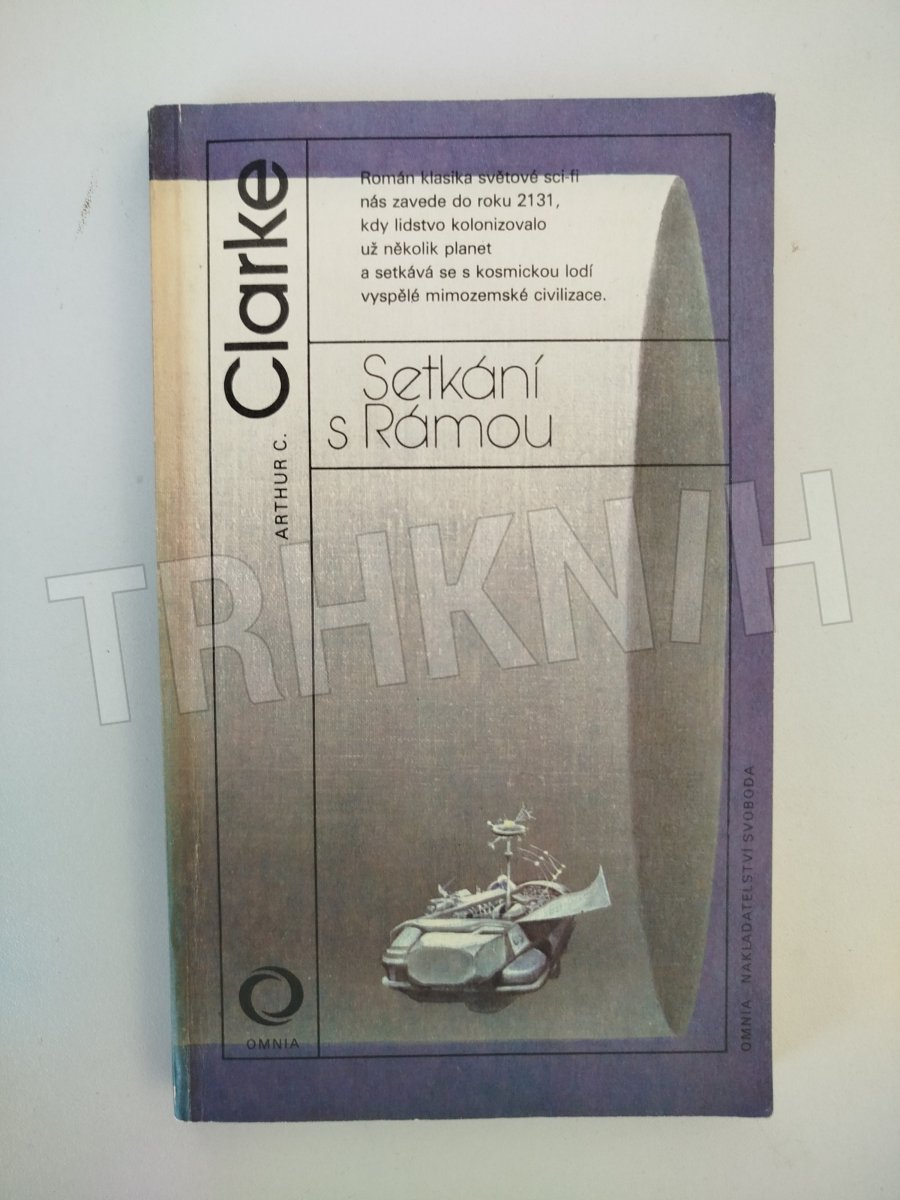 ARTHUR C. Clarke
Román klasika světové sci-fi
nás zavede do roku 2131,
kdy lidstvo kolonizovalo
už několik planet
a setkává se s kosmickou lodí
vyspělé mimozemské civilizace.
Setkání
s Rámou
TRHKNIH
OMNIA
OMNIA - NAKLADATELSTVÍ SVOBODA